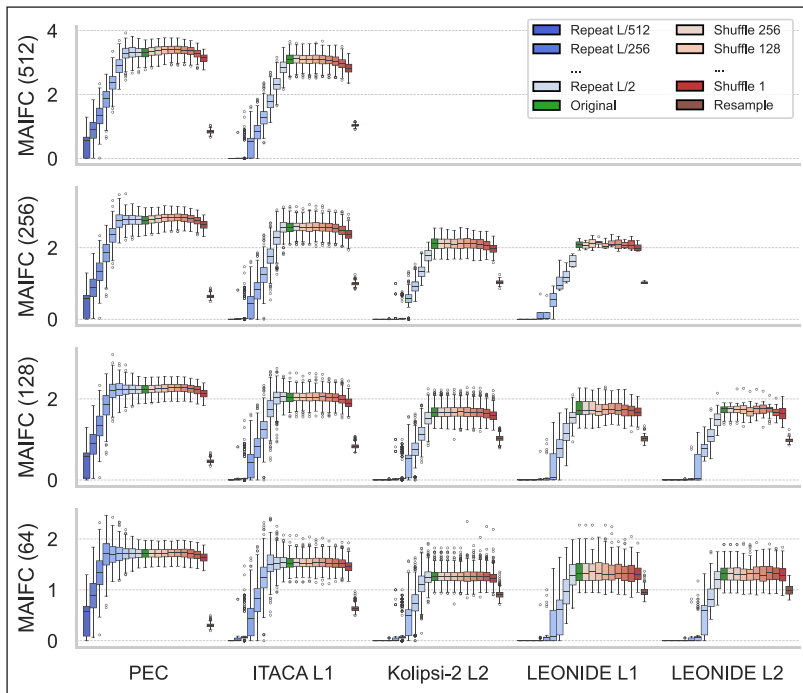 MAIFC (512)
4
2
0
Repeat L/512
Repeat L/256
...
Repeat L/2
Original
Shuffle 256
Shuffle 128
...
Shuffle 1
Resample
MAIFC (256)
2
0
MAIFC (128)
2
0
MAIFC (64)
2
1
0
PEC
ITACA L1
Kolipsi-2 L2
LEONIDE L1
LEONIDE L2